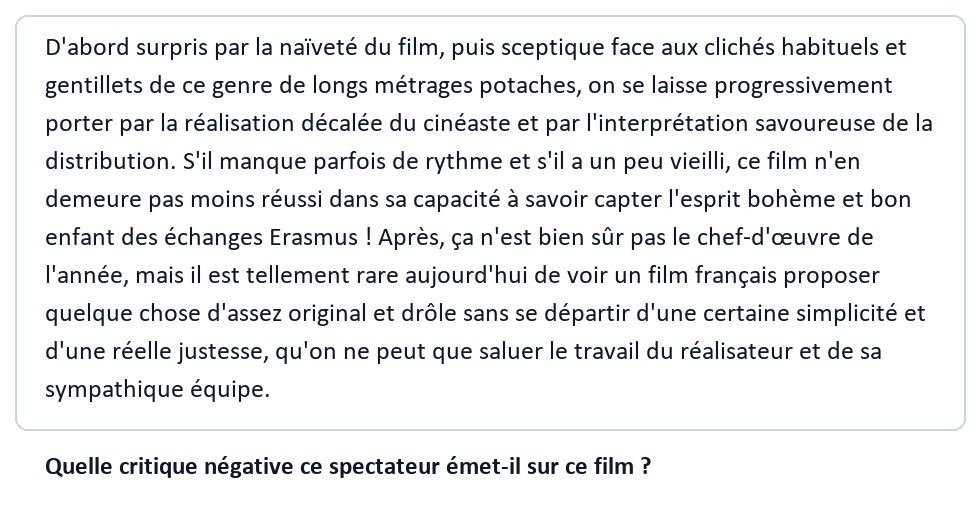 D'abord surpris par la naïveté du film, puis sceptique face aux clichés habituels et
gentillets de ce genre de longs métrages potaches, on se laisse progressivement
porter par la réalisation décalée du cinéaste et par l'interprétation savoureuse de la
distribution. S'il manque parfois de rythme et s'il a un peu vieilli, ce film n'en
demeure pas moins réussi dans sa capacité à savoir capter l'esprit bohème et bon
enfant des échanges Erasmus ! Après, ça n'est bien sûr pas le chef-d'œuvre de
l'année, mais il est tellement rare aujourd'hui de voir un film français proposer
quelque chose d'assez original et drôle sans se départir d'une certaine simplicité et
d'une réelle justesse, qu'on ne peut que saluer le travail du réalisateur et de sa
sympathique équipe.
Quelle critique négative ce spectateur émet-il sur ce film ?